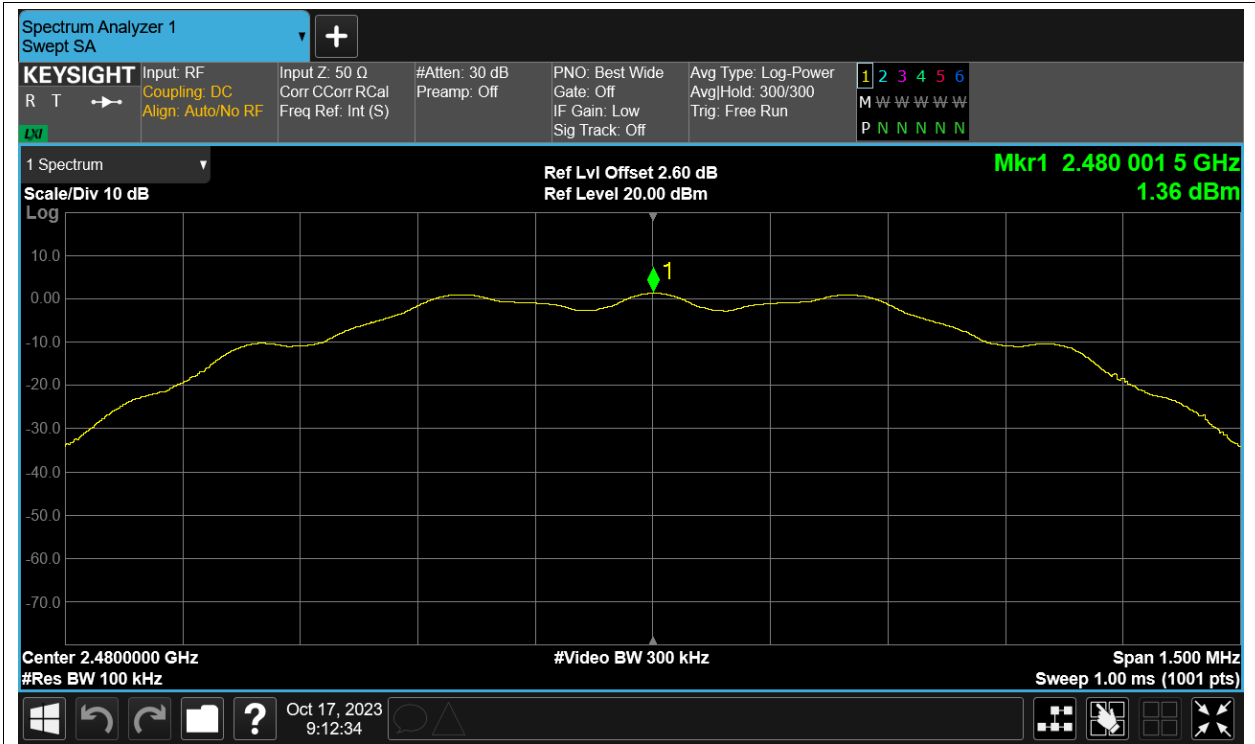 Spectrum Analyzer 1
Swept SA
KEYSIGHT
R T
LXI
Input: RF
Coupling: DC
Align: Auto/No RF
Input Z: 50 Ω
Corr CCorr RCal
Freq Ref: Int (S)
#Atten: 30 dB
Preamp: Off
PNO: Best Wide
Gate: Off
IF Gain: Low
Sig Track: Off
Avg Type: Log-Power
Avg|Hold: 300/300
Trig: Free Run
1 2 3 4 5 6
M W W W W W
P N N N N N
1 Spectrum
Scale/Div 10 dB
Log
Ref Lvl Offset 2.60 dB
Ref Level 20.00 dBm
Mkr1 2.480 001 5 GHz
1.36 dBm
1
10.0
0.00
-10.0
-20.0
-30.0
-40.0
-50.0
-60.0
-70.0
Center 2.4800000 GHz
#Res BW 100 kHz
#Video BW 300 kHz
Span 1.500 MHz
Sweep 1.00 ms (1001 pts)
?
Oct 17, 2023
9:12:34